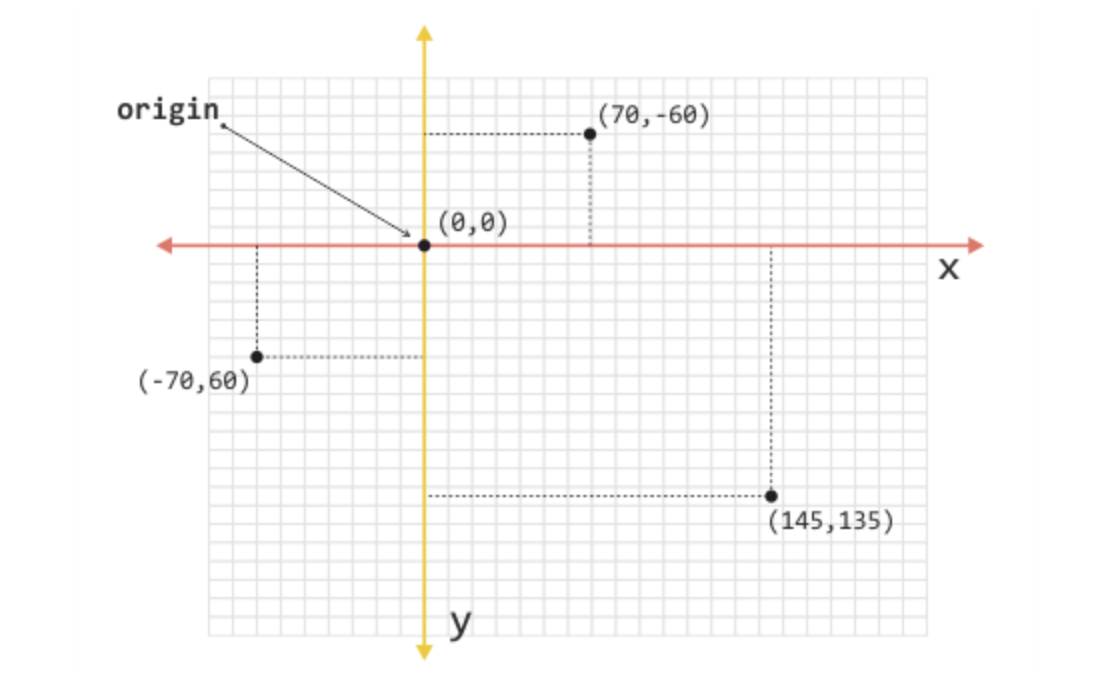 origin
(70,-60)
(0,0)
x
(-70,60)
(145,135)
y